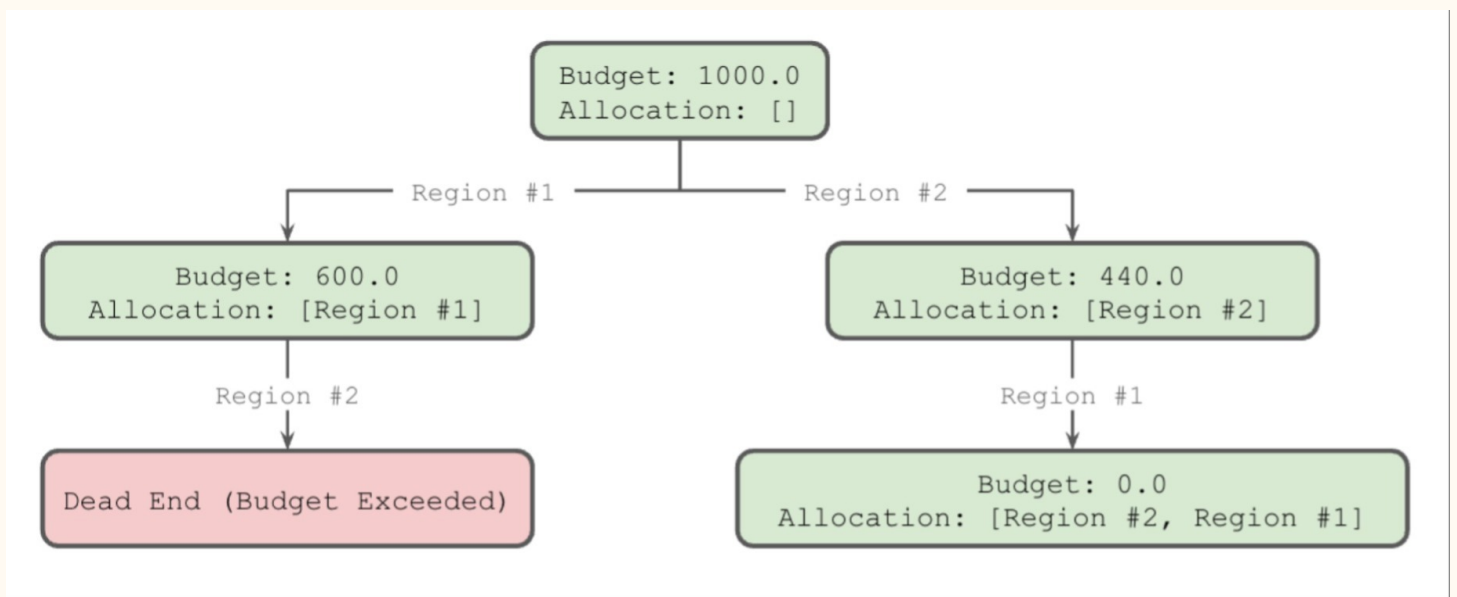 Budget: 1000.0
Allocation: []
Region #1
Region #2
Budget: 600.0
Allocation: [Region #1]
Budget: 440.0
Allocation: [Region #2]
Region #2
Region #1
Dead End (Budget Exceeded)
Budget: 0.0
Allocation: [Region #2, Region #1]